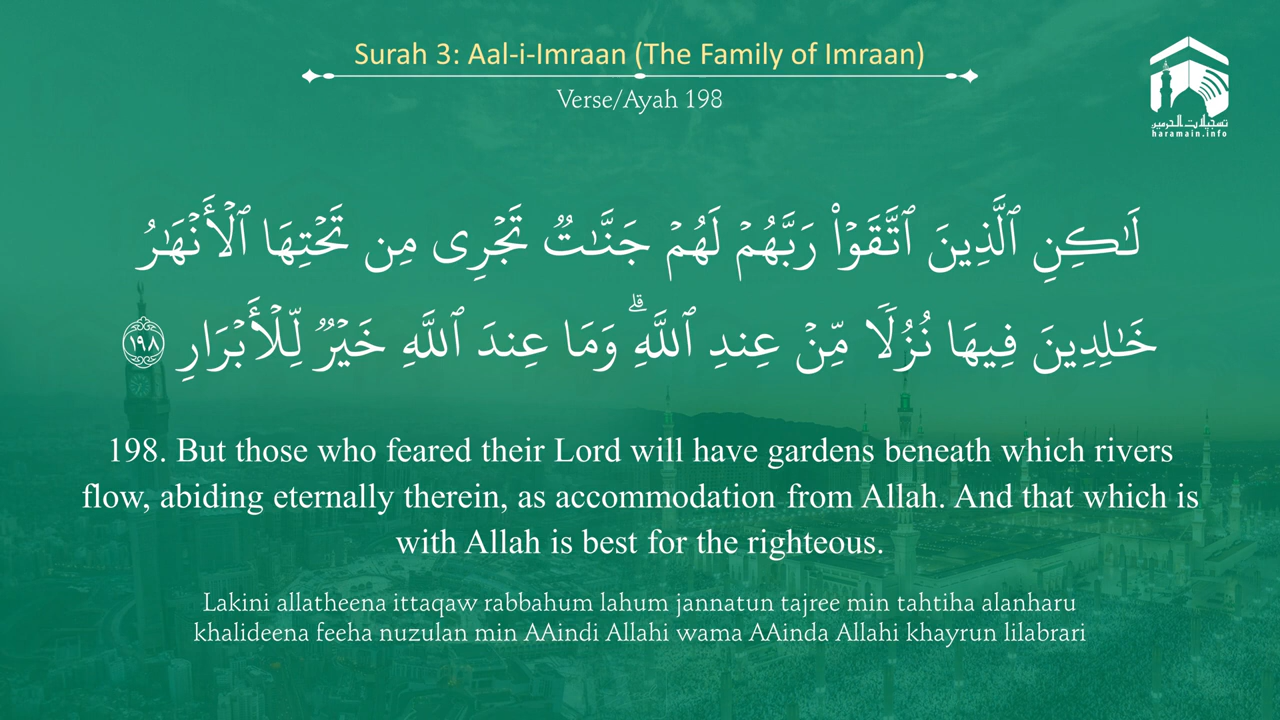 Surah 3: Aal-i-Imraan (The Family of Imraan)
Verse/Ayah 198
تسجيلات الحرمين
haramain.info
لَـٰكِنِ ٱلَّذِينَ ٱتَّقَوْا۟ رَبَّهُمْ لَهُمْ جَنَّـٰتٌ تَجْرِى مِن تَحْتِهَا ٱلْأَنْهَـٰرُ
خَـٰلِدِينَ فِيهَا نُزُلًا مِّنْ عِندِ ٱللَّهِ ۗ وَمَا عِندَ ٱللَّهِ خَيْرٌ لِّلْأَبْرَارِ ١٩٨
198. But those who feared their Lord will have gardens beneath which rivers
flow, abiding eternally therein, as accommodation from Allah. And that which is
with Allah is best for the righteous.
Lakini allatheena ittaqaw rabbahum lahum jannatun tajree min tahtiha alanharu
khalideena feeha nuzulan min AAindi Allahi wama AAinda Allahi khayrun lilabrari